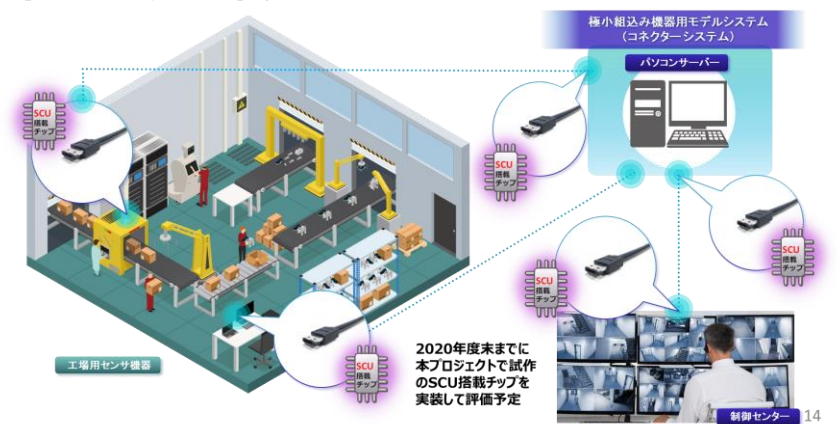 極小組込み機器用モデルシステム
(コネクターシステム)
パソコンサーバー
SCU
搭載
チップ
SCU
搭載
チップ
SCU
搭載
チップ
SCU
搭載
チップ
SCU
搭載
チップ
工場用センサ機器
2020年度末までに
本プロジェクトで試作
のSCU搭載チップを
実装して評価予定
制御センター
14